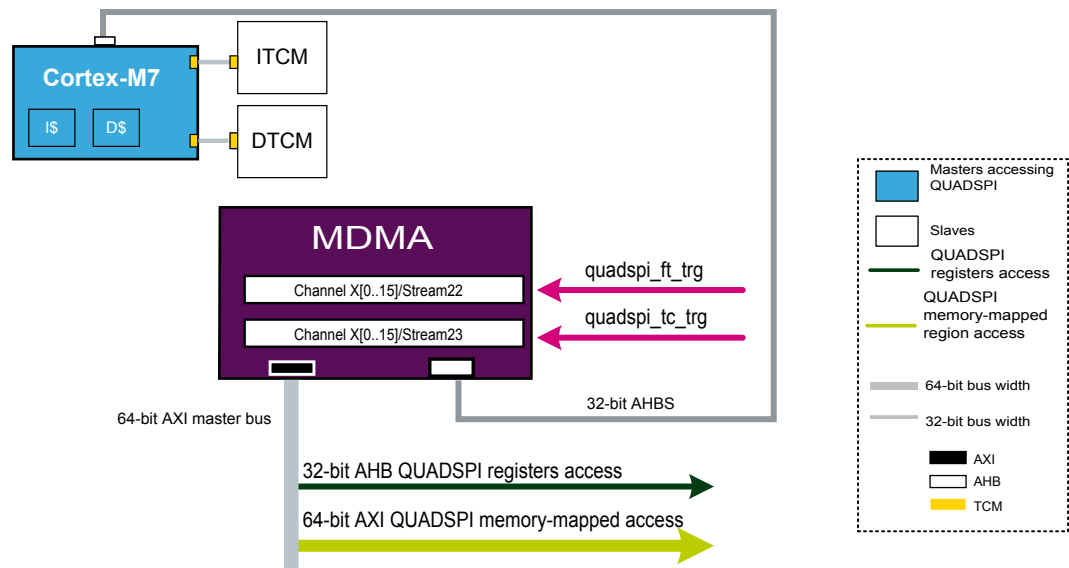 Cortex-M7
I$
D$
ITCM
DTCM
MDMA
Channel X[0..15]/Stream22
Channel X[0..15]/Stream23
quadspi_ft_trg
quadspi_tc_trg
64-bit AXI master bus
32-bit AHBS
32-bit AHB QUADSPI registers access
64-bit AXI QUADSPI memory-mapped access
Masters accessing
QUADSPI
Slaves
QUADSPI
registers access
QUADSPI
memory-mapped
region access
64-bit bus width
32-bit bus width
AXI
AHB
TCM